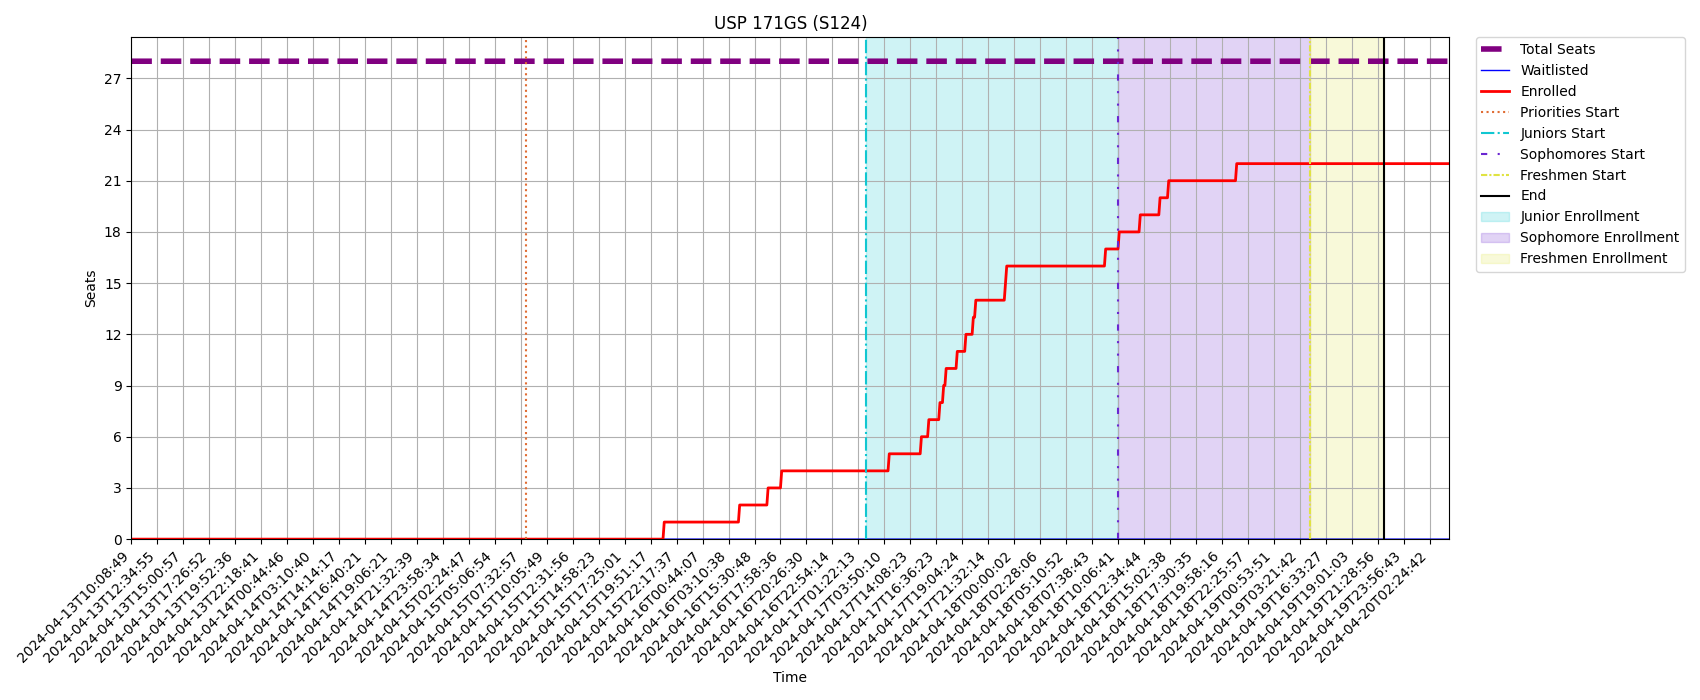 USP 171GS (S124)
Total Seats
Waitlisted
Enrolled
Priorities Start
Juniors Start
Sophomores Start
Freshmen Start
End
Junior Enrollment
Sophomore Enrollment
Freshmen Enrollment
Seats
27
24
21
18
15
12
9
6
3
0
2024-04-13T10:08:49
2024-04-13T12:34:55
2024-04-13T15:00:57
2024-04-13T17:26:52
2024-04-13T19:52:36
2024-04-13T22:18:41
2024-04-14T00:44:46
2024-04-14T03:10:40
2024-04-14T14:14:17
2024-04-14T16:40:21
2024-04-14T19:06:21
2024-04-14T21:32:39
2024-04-14T23:58:34
2024-04-15T02:24:47
2024-04-15T05:06:54
2024-04-15T07:32:57
2024-04-15T10:05:49
2024-04-15T12:31:56
2024-04-15T14:58:23
2024-04-15T17:25:01
2024-04-15T19:51:17
2024-04-15T22:17:37
2024-04-16T00:44:07
2024-04-16T03:10:38
2024-04-16T15:30:48
2024-04-16T17:58:36
2024-04-16T20:26:30
2024-04-16T22:54:14
2024-04-17T01:22:13
2024-04-17T03:50:10
2024-04-17T14:08:23
2024-04-17T16:36:23
2024-04-17T19:04:24
2024-04-17T21:32:14
2024-04-18T00:00:02
2024-04-18T02:28:06
2024-04-18T05:10:52
2024-04-18T07:38:43
2024-04-18T10:06:41
2024-04-18T12:34:44
2024-04-18T15:02:38
2024-04-18T17:30:35
2024-04-18T19:58:16
2024-04-18T22:25:57
2024-04-19T00:53:51
2024-04-19T03:21:42
2024-04-19T16:33:27
2024-04-19T19:01:03
2024-04-19T21:28:56
2024-04-19T23:56:43
2024-04-20T02:24:42
Time